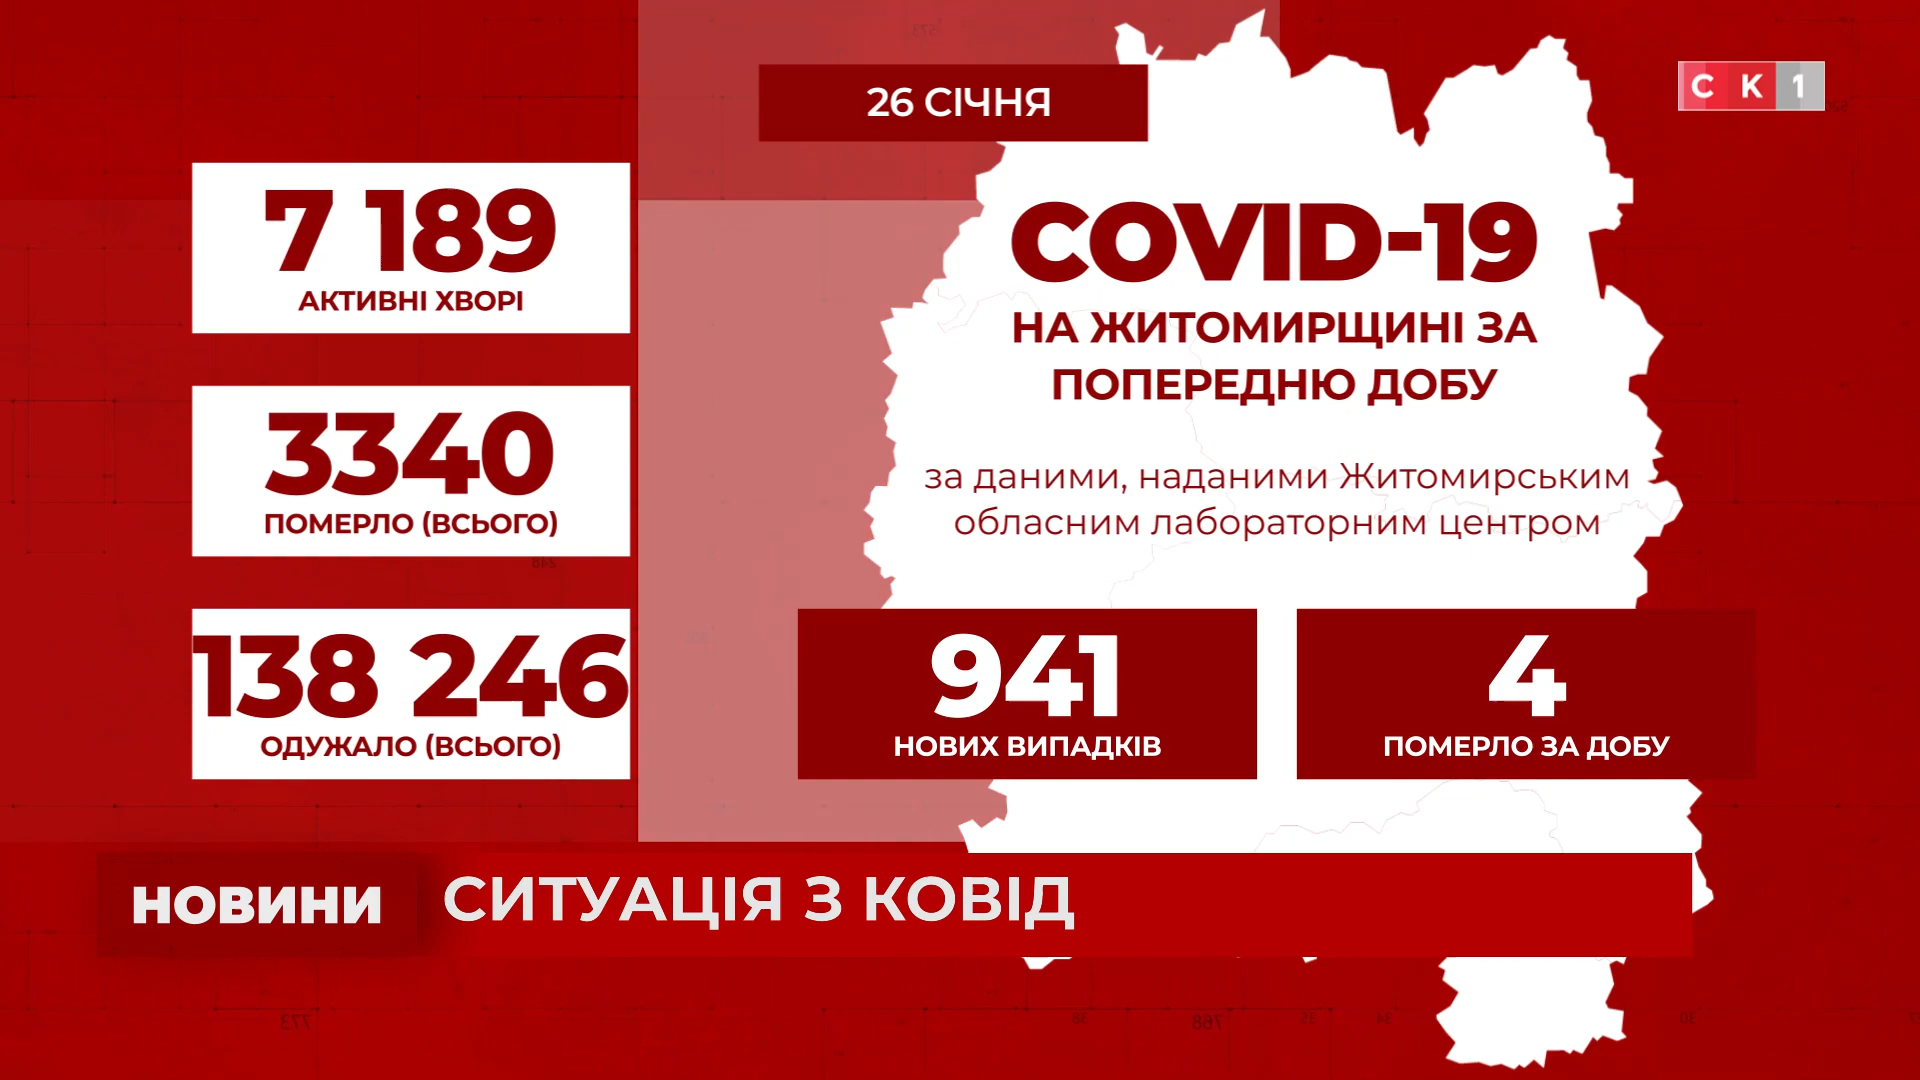 26 СІЧНЯ
СК1
7 189
АКТИВНІ ХВОРІ
3340
ПОМЕРЛО (ВСЬОГО)
138 246
ОДУЖАЛО (ВСЬОГО)
COVID-19
НА ЖИТОМИРЩИНІ ЗА
ПОПЕРЕДНЮ ДОБУ
за даними, наданими Житомирським
обласним лабораторним центром
941
НОВИХ ВИПАДКІВ
4
ПОМЕРЛО ЗА ДОБУ
НОВИНИ
СИТУАЦІЯ З КОВІД